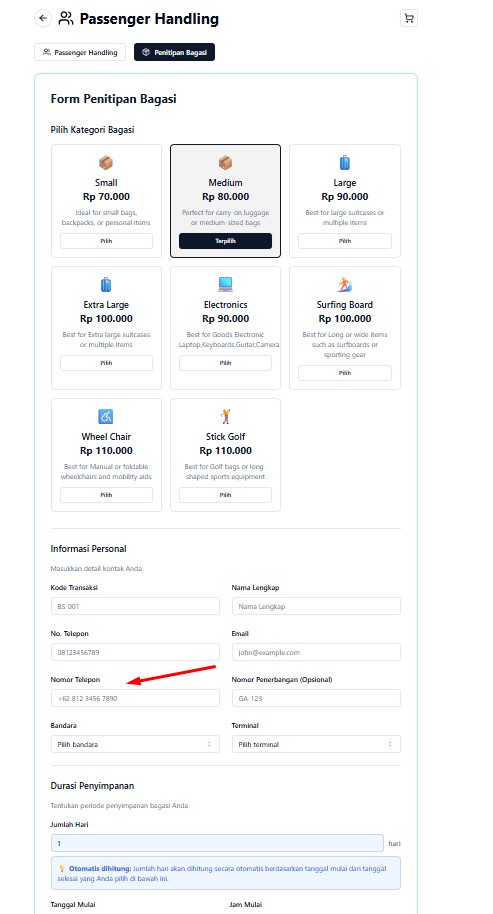 Passenger Handling
Passenger Handling
Penitipan Bagasi
Form Penitipan Bagasi
Pilih Kategori Bagasi
Small
Rp 70.000
Ideal for small bags,
backpacks, or personal items
Pilih
Medium
Rp 80.000
Perfect for carry-on luggage
or medium-sized bags
Terpilih
Large
Rp 90.000
Best for large suitcases or
multiple items
Pilih
Extra Large
Rp 100.000
Best for Extra large suitcases
or multiple items
Pilih
Electronics
Rp 90.000
Best for Goods Electronic
Laptop,Keyboards,Guitar,Camera
Pilih
Surfing Board
Rp 100.000
Best for Long or wide items
such as surfboards or
sporting gear
Pilih
Wheel Chair
Rp 110.000
Best for Manual or foldable
wheelchairs and mobility aids
Pilih
Stick Golf
Rp 110.000
Best for Golf bags or long-
shaped sports equipment
Pilih
Informasi Personal
Masukkan detail kontak Anda
Kode Transaksi
BS-001
Nama Lengkap
Nama Lengkap
No. Telepon
08123456789
Email
john@example.com
Nomor Telepon
+62 812 3456 7890
Nomor Penerbangan (Opsional)
GA-123
Bandara
Pilih bandara
Terminal
Pilih terminal
Durasi Penyimpanan
Tentukan periode penyimpanan bagasi Anda
Jumlah Hari
1
hari
Otomatis dihitung: Jumlah hari akan dihitung secara otomatis berdasarkan tanggal mulai dan tanggal
selesai yang Anda pilih di bawah ini.
Tanggal Mulai
Jam Mulai